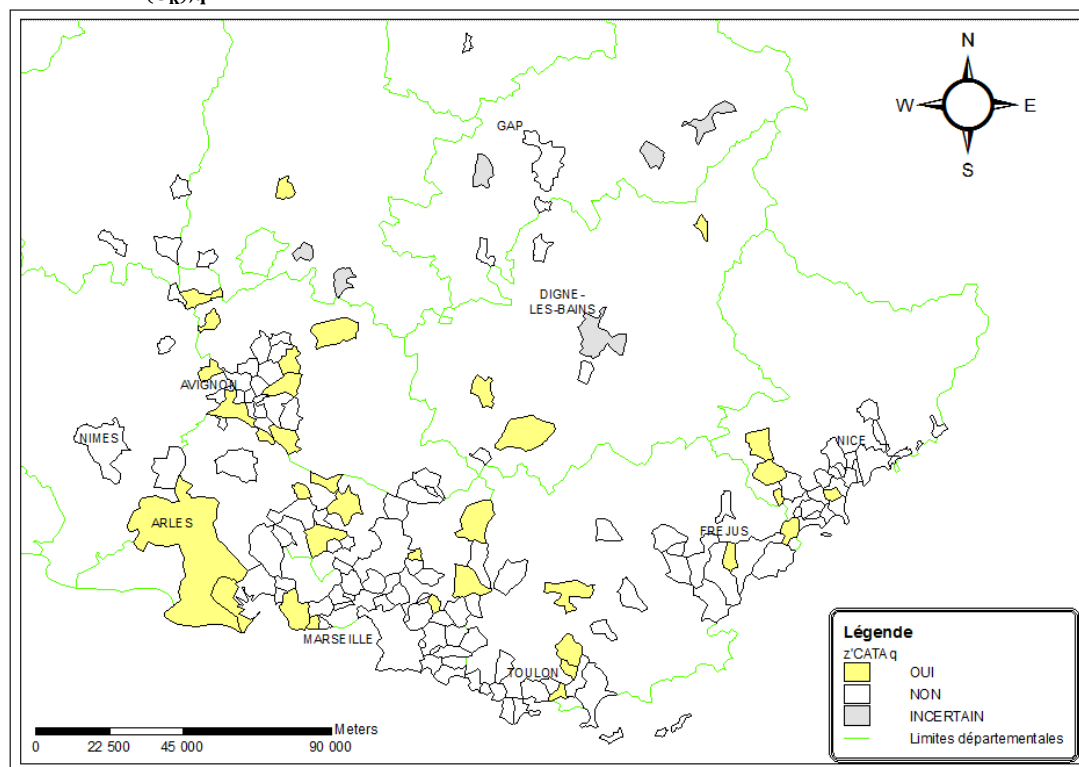 N
W E
S
GAP
DIGNE-
LES-BAINS
AVIGNON
NIMES
NICE
ARLES
FREJUS
MARSEILLE
TOULON
Meters
0 22 500 45 000 90 000
Légende
z'CATA q
OUI
NON
INCERTAIN
Limites départementales